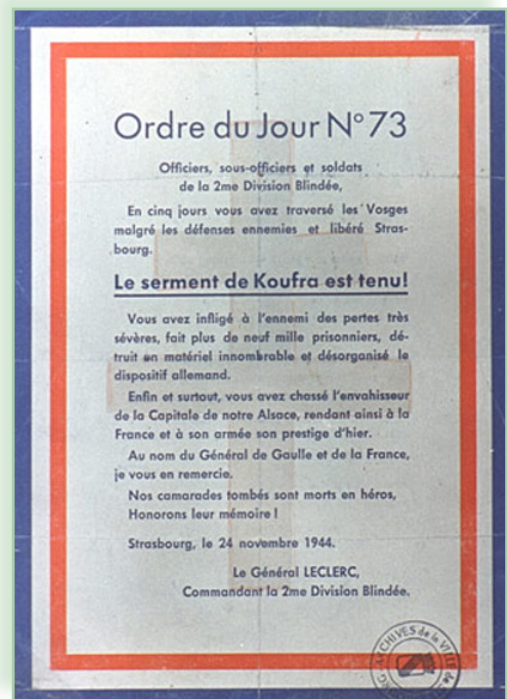 Ordre du Jour N° 73
Officiers, sous-officiers et soldats
de la 2me Division Blindée,
En cinq jours vous avez traversé les Vosges
malgré les défenses ennemies et libéré Stras-
bourg.
Le serment de Koufra est tenu!
Vous avez infligé à l'ennemi des pertes très
sévères, fait plus de neuf mille prisonniers, dé-
truit un matériel innombrable et désorganisé le
dispositif allemand.
Enfin et surtout, vous avez chassé l'envahisseur
de la Capitale de notre Alsace, rendant ainsi à la
France et à son armée son prestige d'hier.
Au nom du Général de Gaulle et de la France,
je vous en remercie.
Nos camarades tombés sont morts en héros,
Honorons leur mémoire !
Strasbourg, le 24 novembre 1944.
Le Général LECLERC,
Commandant la 2me Division Blindée.
ARCHIVES de la VILLE de